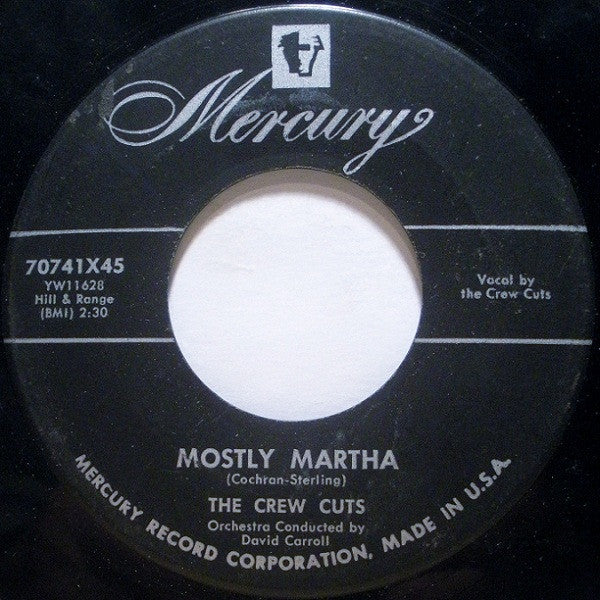 Mercury
70741X45
YW11628
Hill & Range
(BMI) 2:30
Vocal by
the Crew Cuts
MOSTLY MARTHA
(Cochran-Sterling)
THE CREW CUTS
Orchestra Conducted by
David Carroll
MERCURY RECORD CORPORATION, MADE IN U.S.A.